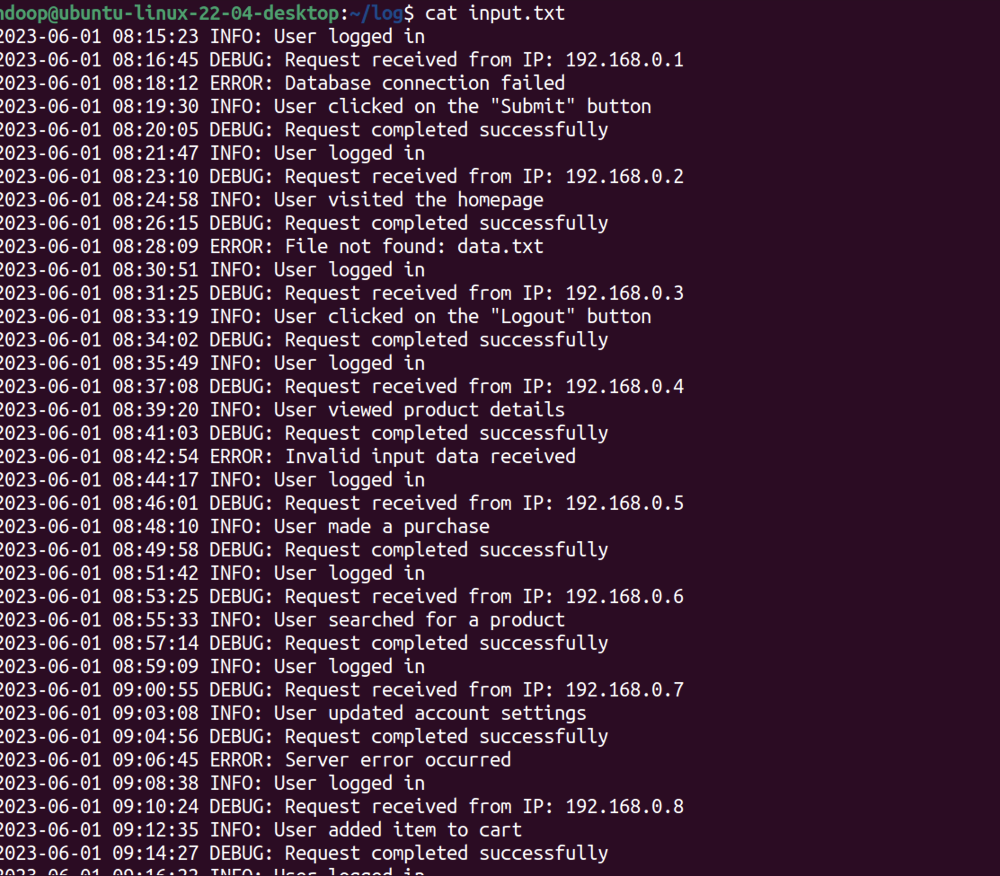 ndoop@ubuntu-linux-22-04-desktop:~/log$ cat input.txt
2023-06-01 08:15:23 INFO: User logged in
2023-06-01 08:16:45 DEBUG: Request received from IP: 192.168.0.1
2023-06-01 08:18:12 ERROR: Database connection failed
2023-06-01 08:19:30 INFO: User clicked on the "Submit" button
2023-06-01 08:20:05 DEBUG: Request completed successfully
2023-06-01 08:21:47 INFO: User logged in
2023-06-01 08:23:10 DEBUG: Request received from IP: 192.168.0.2
2023-06-01 08:24:58 INFO: User visited the homepage
2023-06-01 08:26:15 DEBUG: Request completed successfully
2023-06-01 08:28:09 ERROR: File not found: data.txt
2023-06-01 08:30:51 INFO: User logged in
2023-06-01 08:31:25 DEBUG: Request received from IP: 192.168.0.3
2023-06-01 08:33:19 INFO: User clicked on the "Logout" button
2023-06-01 08:34:02 DEBUG: Request completed successfully
2023-06-01 08:35:49 INFO: User logged in
2023-06-01 08:37:08 DEBUG: Request received from IP: 192.168.0.4
2023-06-01 08:39:20 INFO: User viewed product details
2023-06-01 08:41:03 DEBUG: Request completed successfully
2023-06-01 08:42:54 ERROR: Invalid input data received
2023-06-01 08:44:17 INFO: User logged in
2023-06-01 08:46:01 DEBUG: Request received from IP: 192.168.0.5
2023-06-01 08:48:10 INFO: User made a purchase
2023-06-01 08:49:58 DEBUG: Request completed successfully
2023-06-01 08:51:42 INFO: User logged in
2023-06-01 08:53:25 DEBUG: Request received from IP: 192.168.0.6
2023-06-01 08:55:33 INFO: User searched for a product
2023-06-01 08:57:14 DEBUG: Request completed successfully
2023-06-01 08:59:09 INFO: User logged in
2023-06-01 09:00:55 DEBUG: Request received from IP: 192.168.0.7
2023-06-01 09:03:08 INFO: User updated account settings
2023-06-01 09:04:56 DEBUG: Request completed successfully
2023-06-01 09:06:45 ERROR: Server error occurred
2023-06-01 09:08:38 INFO: User logged in
2023-06-01 09:10:24 DEBUG: Request received from IP: 192.168.0.8
2023-06-01 09:12:35 INFO: User added item to cart
2023-06-01 09:14:27 DEBUG: Request completed successfully
2023-06-01 INFO: User logged in